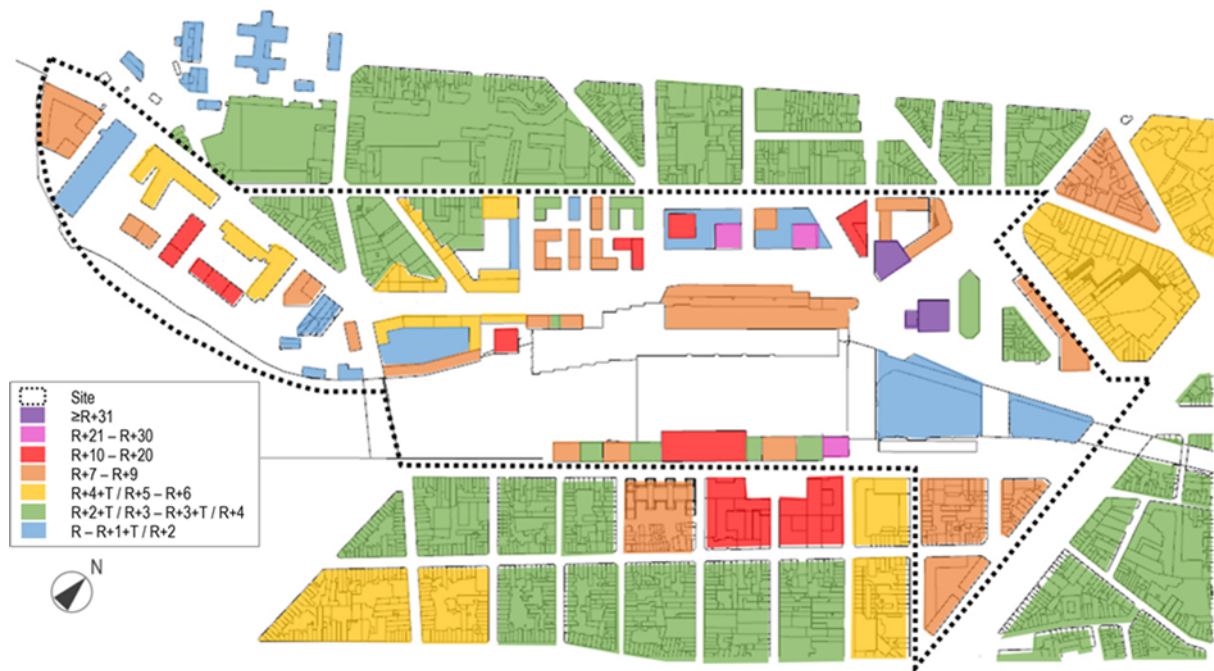 Site
≥R+31
R+21 – R+30
R+10 – R+20
R+7 – R+9
R+4+T / R+5 – R+6
R+2+T / R+3 – R+3+T / R+4
R – R+1+T / R+2
N